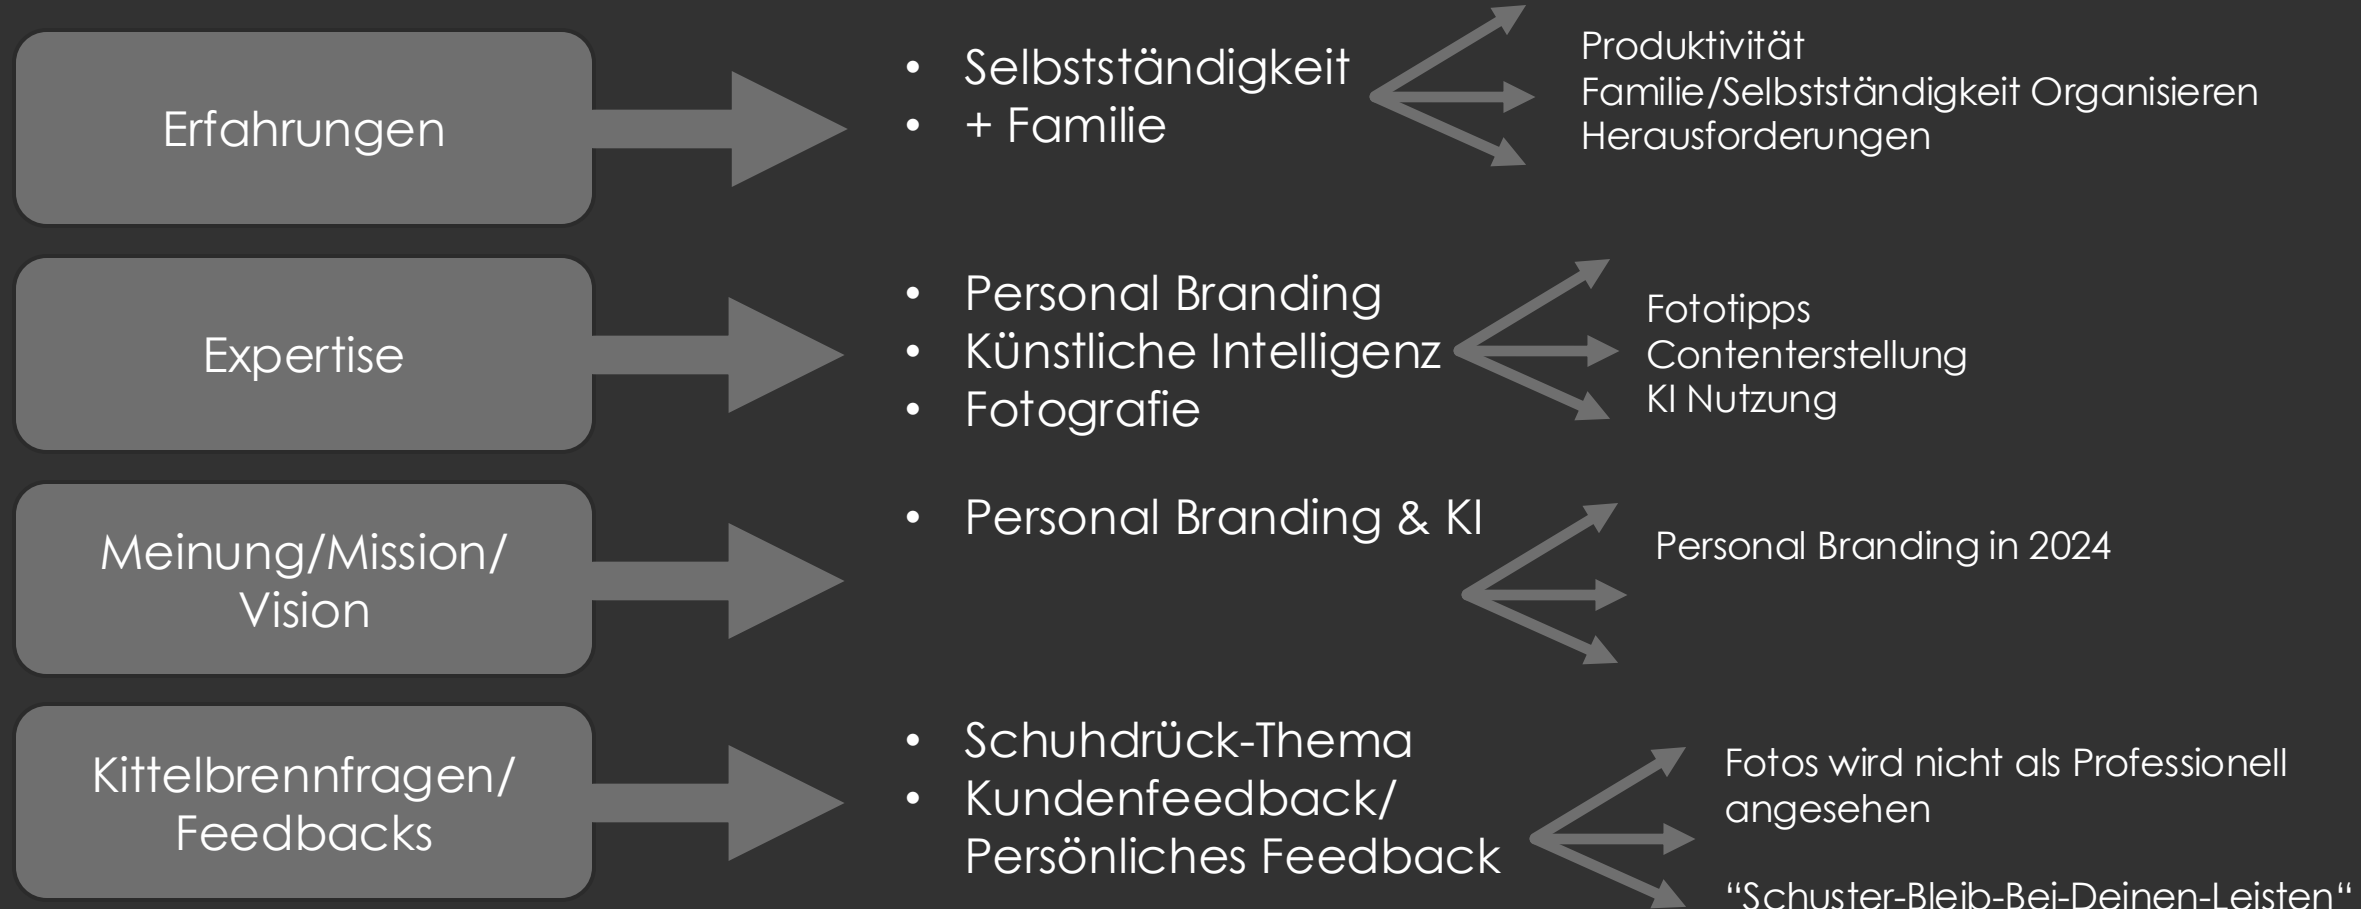 Erfahrungen
• Selbstständigkeit
• + Familie
Produktivität
Familie/Selbstständigkeit Organisieren
Herausforderungen
Expertise
• Personal Branding
• Künstliche Intelligenz
• Fotografie
Fototipps
Contenterstellung
KI Nutzung
Meinung/Mission/
Vision
• Personal Branding & KI
Personal Branding in 2024
Kittelbrennfragen/
Feedbacks
• Schuhdrück-Thema
• Kundenfeedback/
Persönliches Feedback
Fotos wird nicht als Professionell
angesehen
“Schuster-Bleib-Bei-Deinen-Leisten“